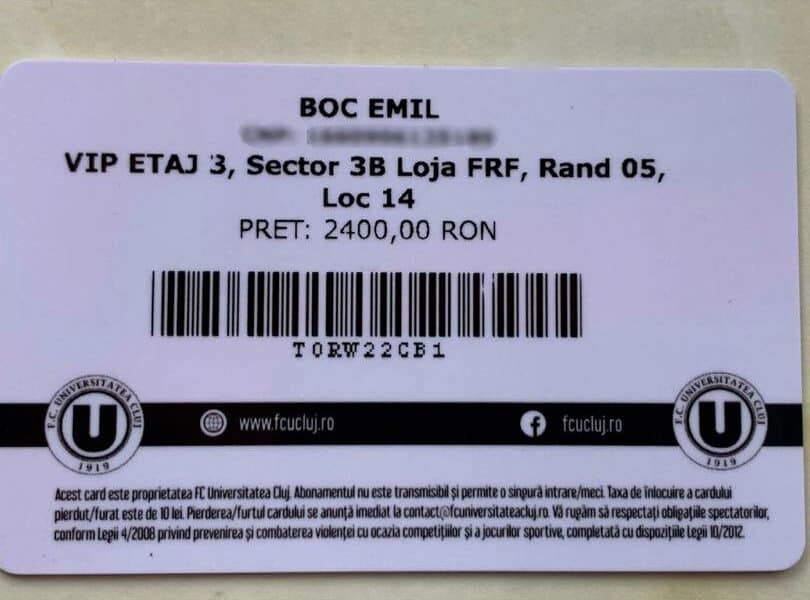 BOC EMIL
VIP ETAJ 3, Sector 3B Loja FRF, Rand 05,
Loc 14
PRET: 2400,00 RON
T0RW22CB1
F.C. UNIVERSITATEA CLUJ
U
1919
www.fcucluj.ro
f
fcucluj.ro
F.C. UNIVERSITATEA CLUJ
U
1919
Acest card este proprietatea FC Universitatea Cluj. Abonamentul nu este transmisibil și permite o singură intrare/meci. Taxa de înlocuire a cardului
pierdut/furat este de 10 lei. Pierderea/furtul cardului se anunță imediat la contact@fcuniversitateacluj.ro. Vă rugăm să respectați obligațiile spectatorilor,
conform Legii 4/2008 privind prevenirea și combaterea violenței cu ocazia competițiilor și a jocurilor sportive, completată cu dispozițiile Legii 10/2012.